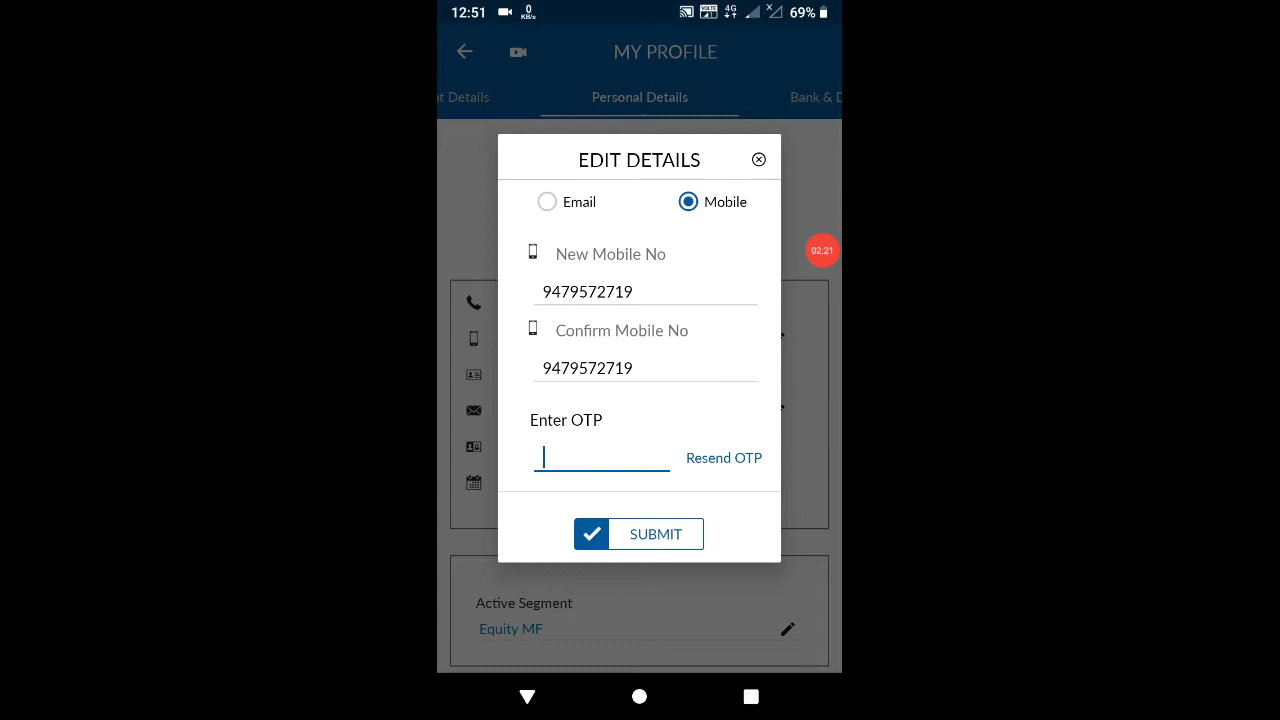 12:51 0 KB/s VOLTE 4G 69%
MY PROFILE
nt Details Personal Details Bank & D
EDIT DETAILS
Email Mobile
02:21
New Mobile No
9479572719
Confirm Mobile No
9479572719
Enter OTP
Resend OTP
SUBMIT
Active Segment
Equity MF